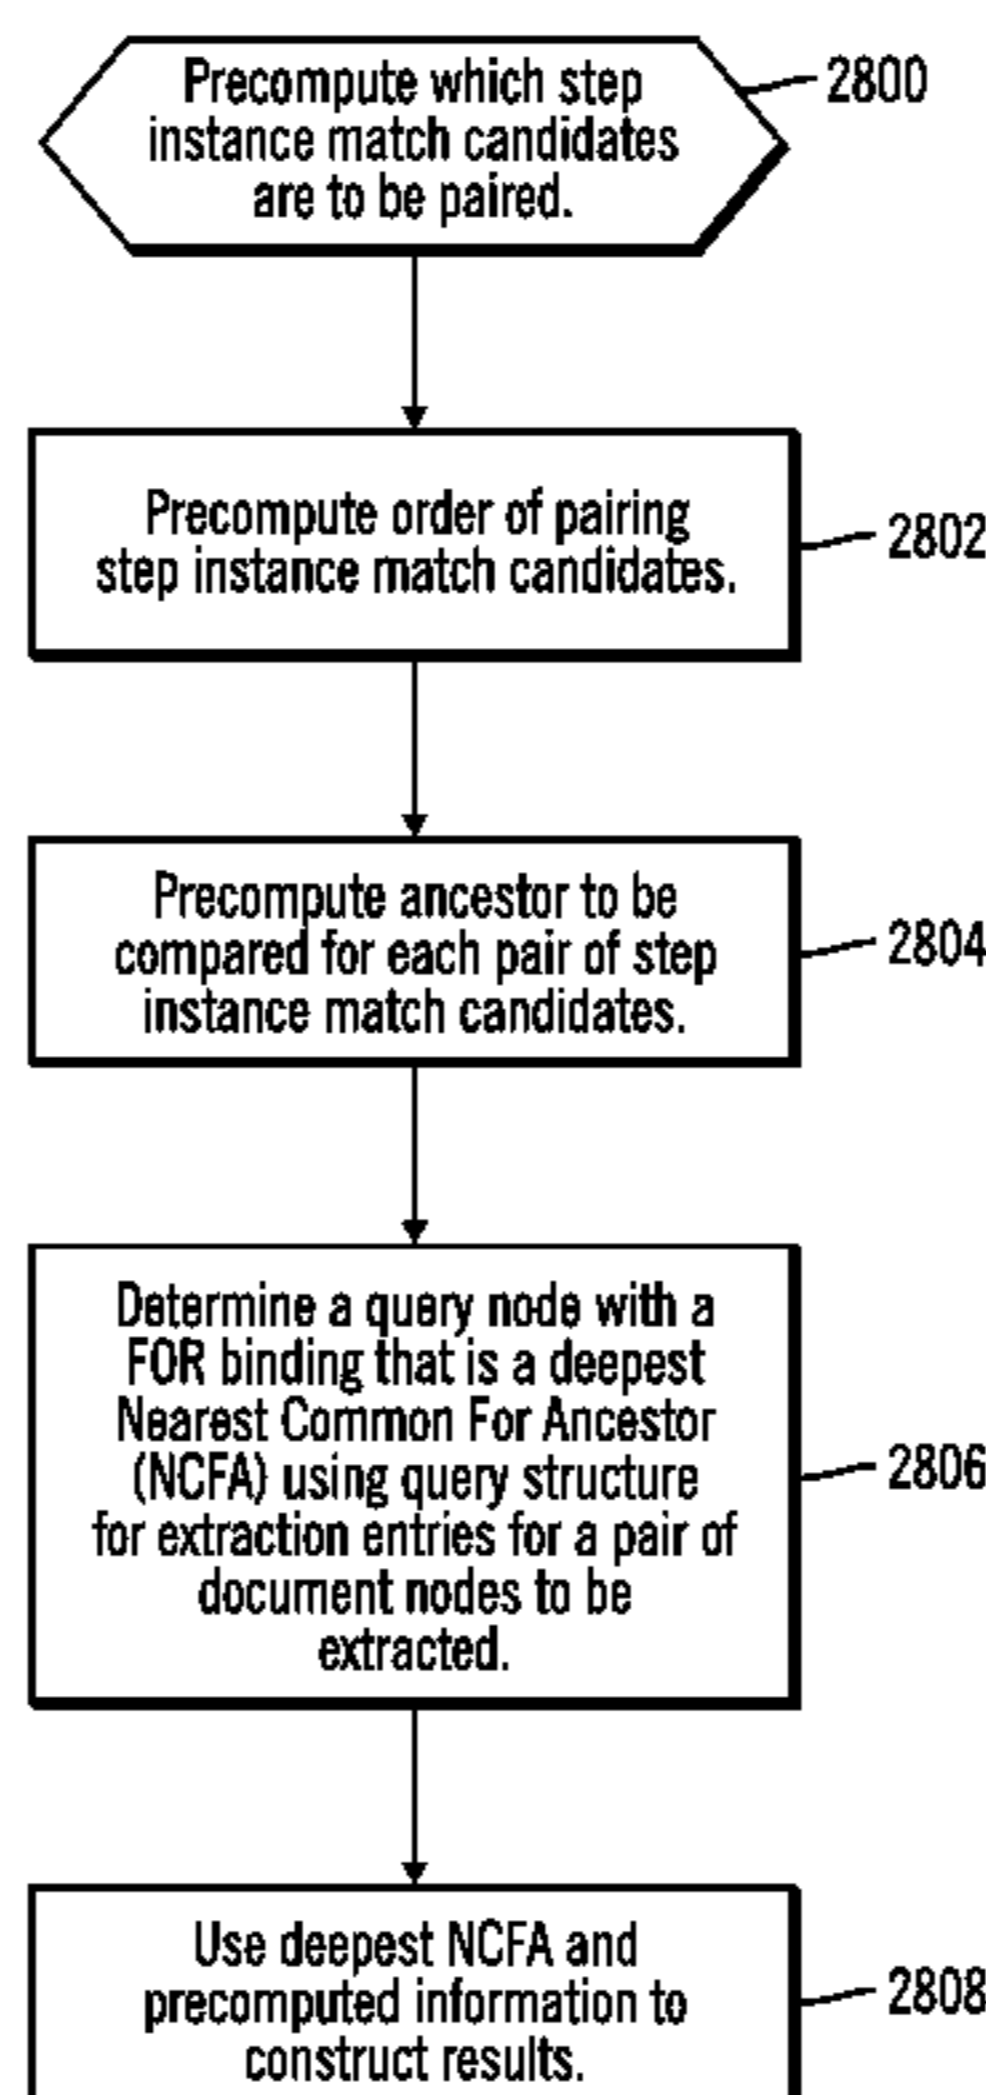 Precompute which step
instance match candidates
are to be paired.
2800
Precompute order of pairing
step instance match candidates.
2802
Precompute ancestor to be
compared for each pair of step
instance match candidates.
2804
Determine a query node with a
FOR binding that is a deepest
Nearest Common For Ancestor
(NCFA) using query structure
for extraction entries for a pair of
document nodes to be
extracted.
2806
Use deepest NCFA and
precomputed information to
construct results.
2808